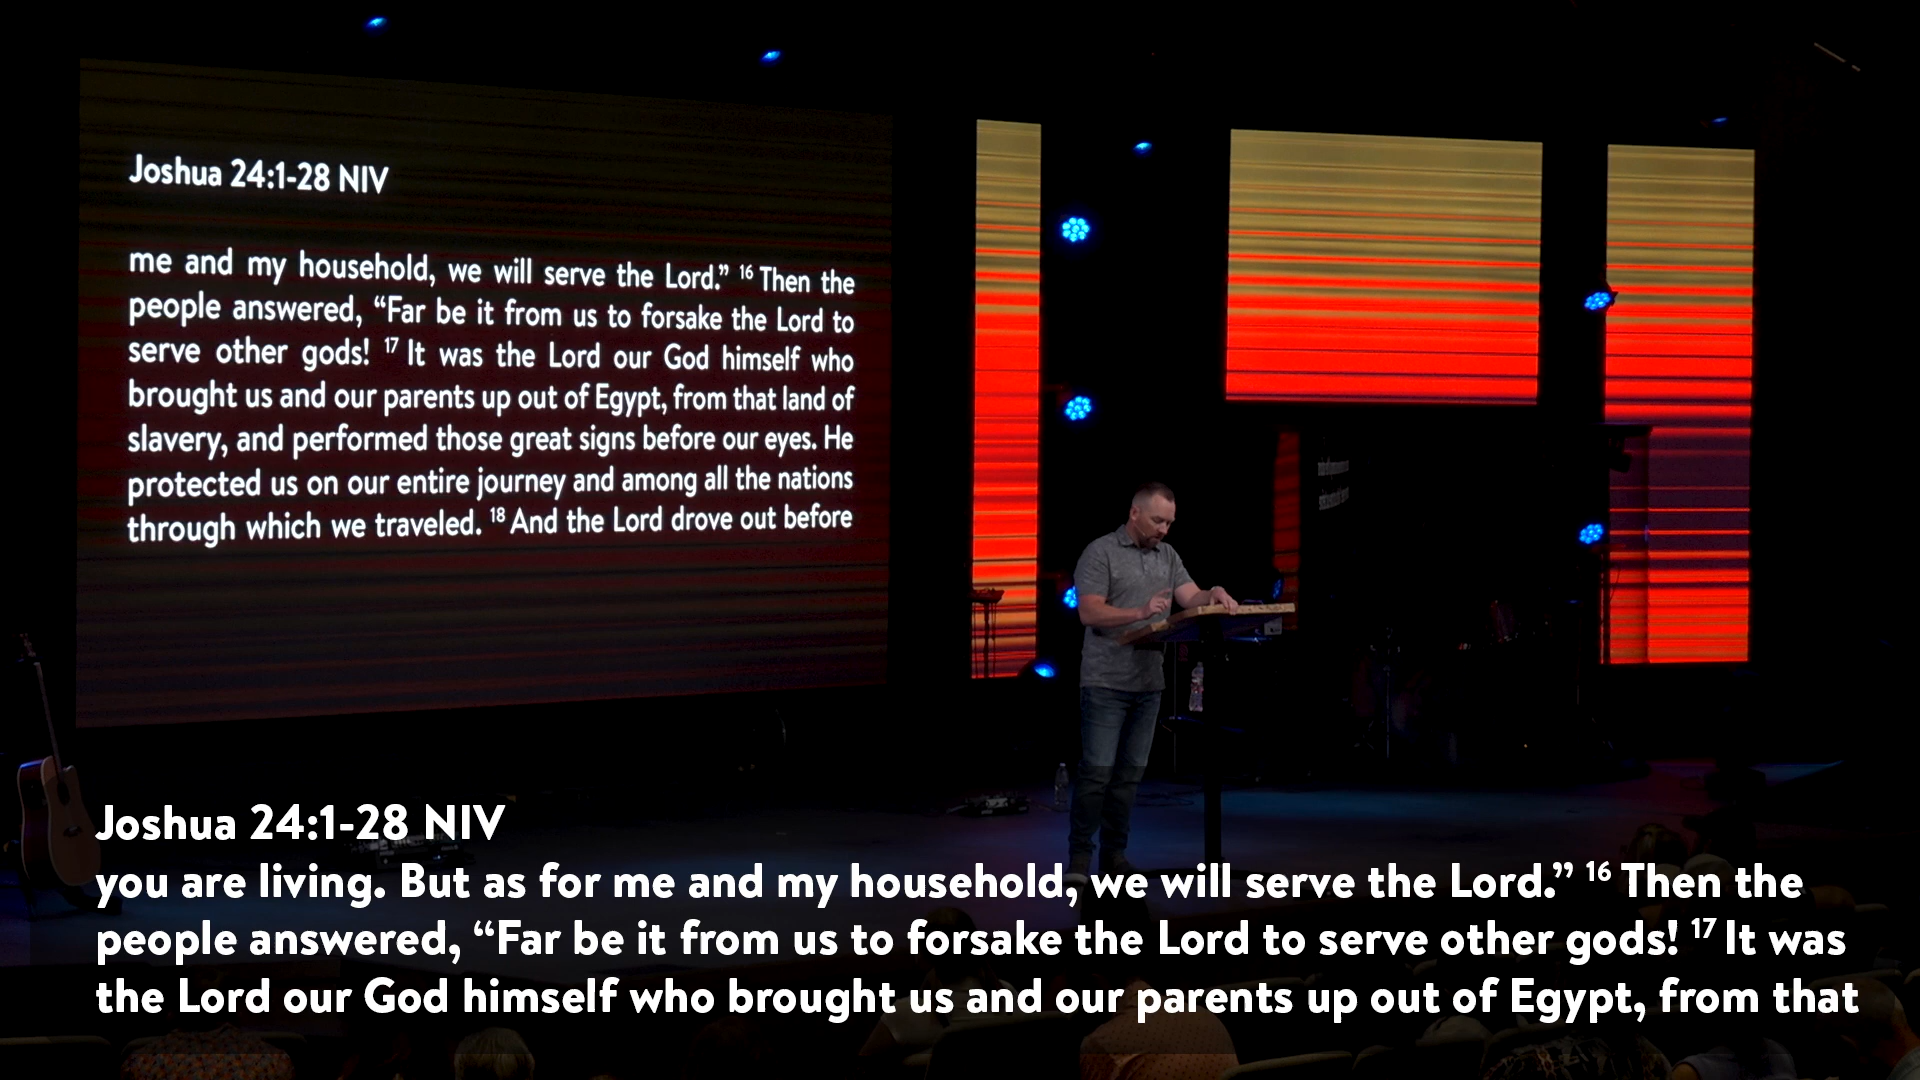 Joshua 24:1-28 NIV
me and my household, we will serve the Lord.” 16 Then the
people answered, “Far be it from us to forsake the Lord to
serve other gods! 17 It was the Lord our God himself who
brought us and our parents up out of Egypt, from that land of
slavery, and performed those great signs before our eyes. He
protected us on our entire journey and among all the nations
through which we traveled. 18 And the Lord drove out before
Joshua 24:1-28 NIV
you are living. But as for me and my household, we will serve the Lord.” 16 Then the
people answered, “Far be it from us to forsake the Lord to serve other gods! 17 It was
the Lord our God himself who brought us and our parents up out of Egypt, from that